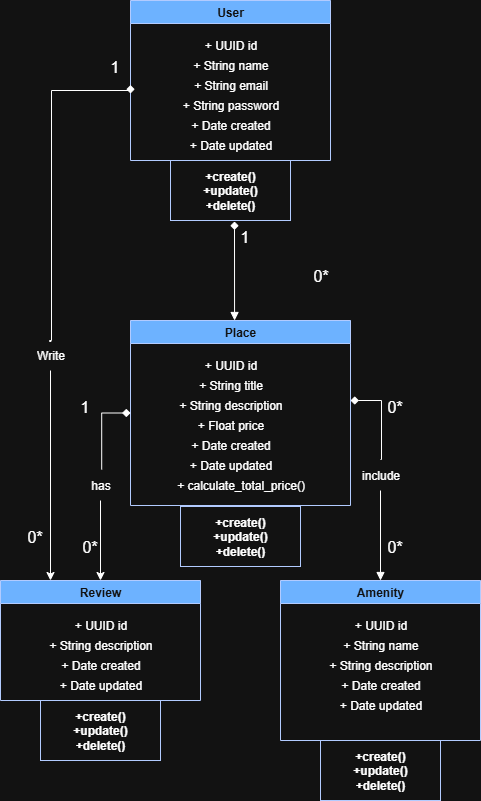 User
+ UUID id
+ String name
+ String email
+ String password
+ Date created
+ Date updated
+create()
+update()
+delete()
1
1
0*
Write
Place
+ UUID id
+ String title
+ String description
+ Float price
+ Date created
+ Date updated
+ calculate_total_price()
+create()
+update()
+delete()
1
0*
has
include
0*
0*
0*
Review
+ UUID id
+ String description
+ Date created
+ Date updated
+create()
+update()
+delete()
Amenity
+ UUID id
+ String name
+ String description
+ Date created
+ Date updated
+create()
+update()
+delete()